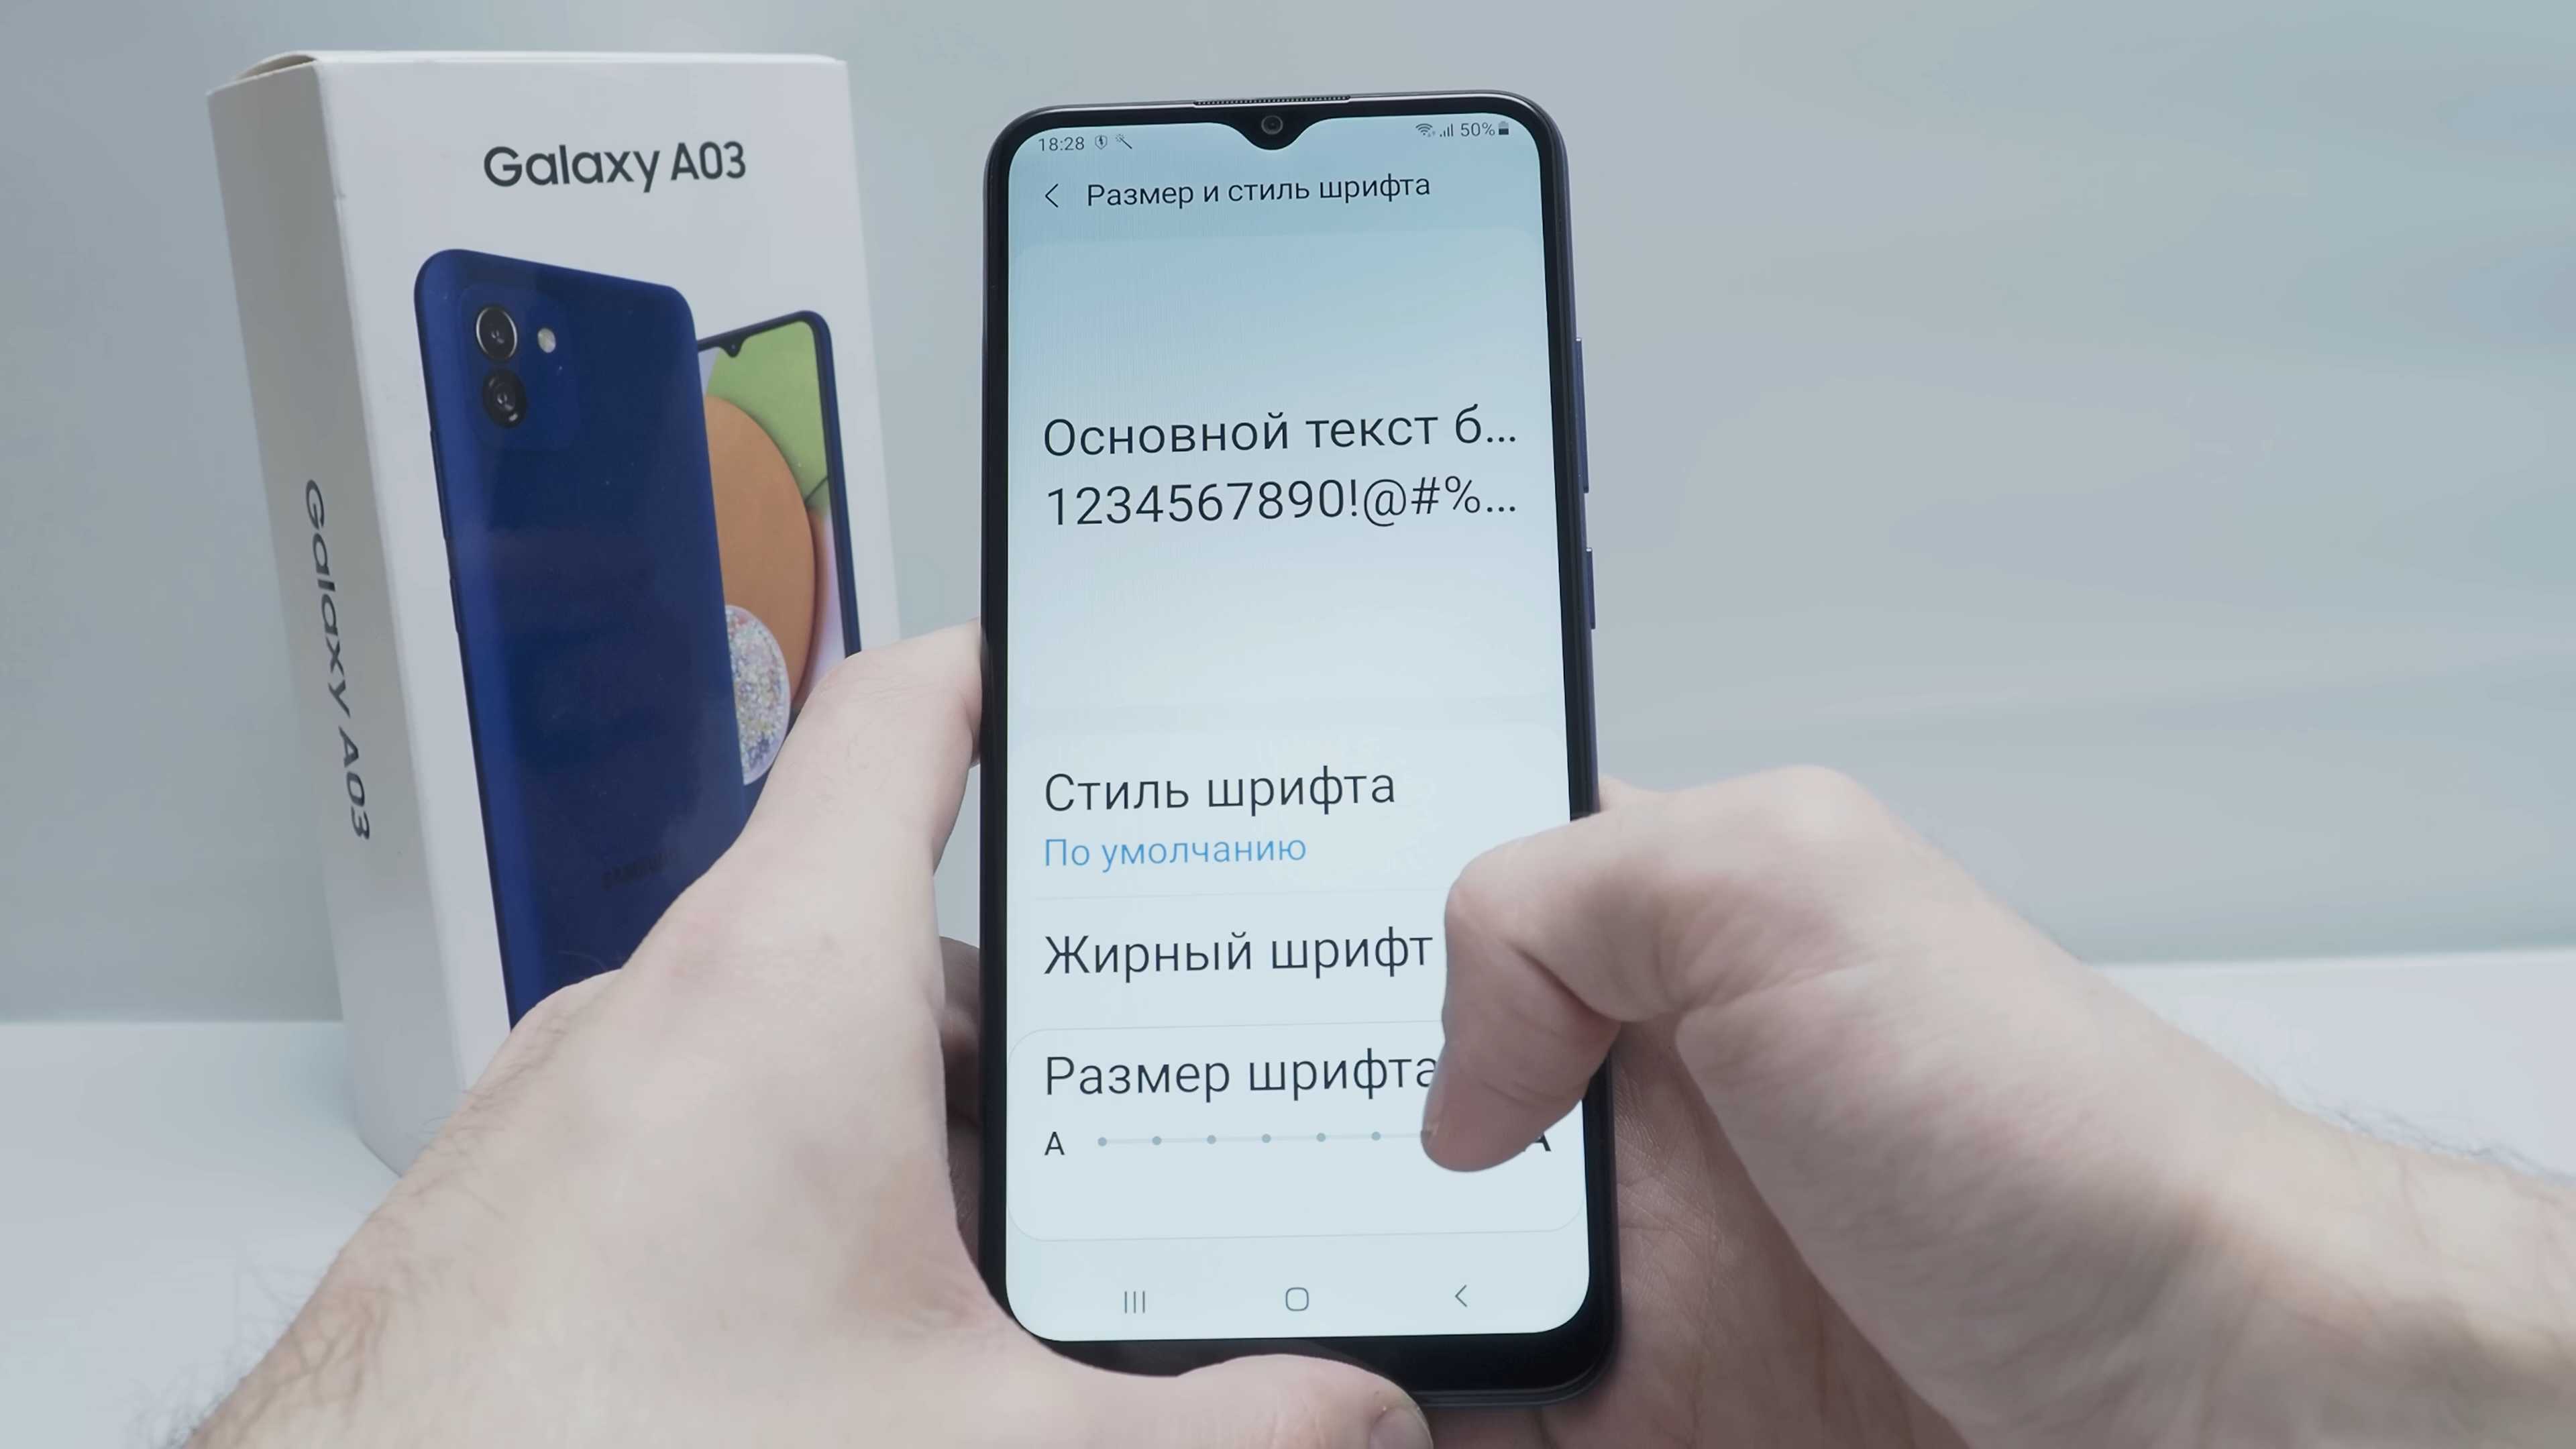 Galaxy A03
Galaxy A03
SAMSUNG
18:28
50%
Размер и стиль шрифта
Основной текст б...
1234567890!@#%...
Стиль шрифта
По умолчанию
Жирный шрифт
Размер шрифта
A
A